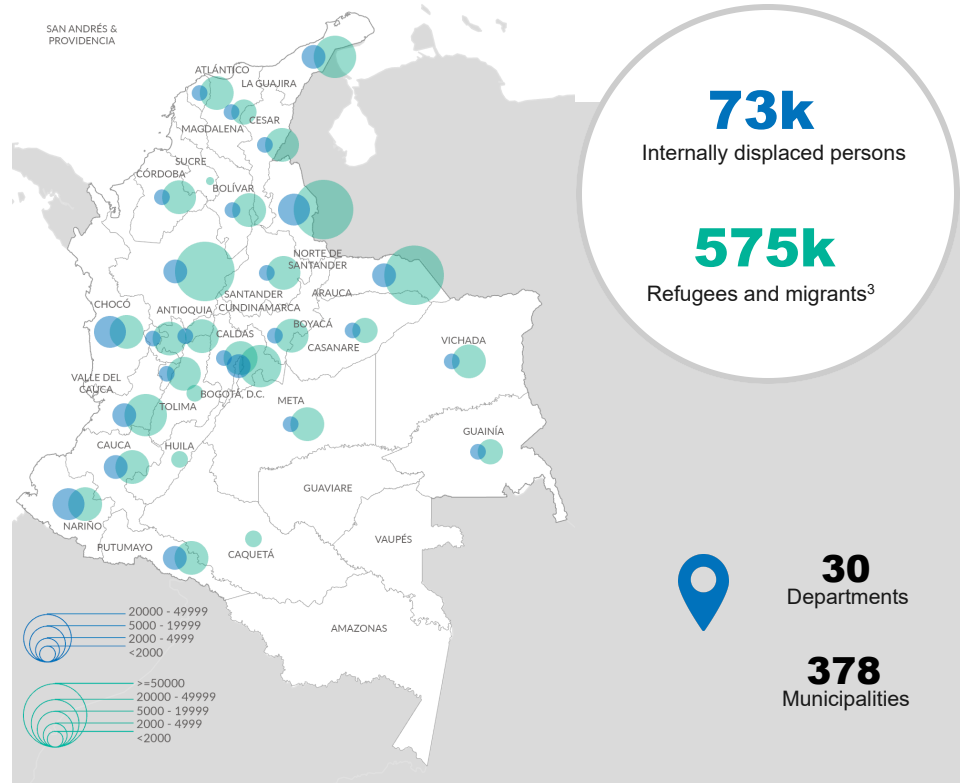 SAN ANDRÉS &
PROVIDENCIA
ATLÁNTICO
LA GUAJIRA
CESAR
MAGDALENA
SUCRE
CÓRDOBA
BOLÍVAR
NORTE DE
SANTANDER
SANTANDER
ARAUCA
CHOCÓ
ANTIOQUIA
CUNDINAMARCA
BOYACÁ
CALDAS
CASANARE
VICHADA
VALLE DEL
CAUCA
BOGOTÁ, D.C.
TOLIMA
META
CAUCA
HUILA
GUAINÍA
GUAVIARE
NARIÑO
PUTUMAYO
CAQUETÁ
VAUPÉS
AMAZONAS
20000 - 49999
5000 - 19999
2000 - 4999
<2000
>=50000
20000 - 49999
5000 - 19999
2000 - 4999
<2000
73k
Internally displaced persons
575k
Refugees and migrants³
30
Departments
378
Municipalities